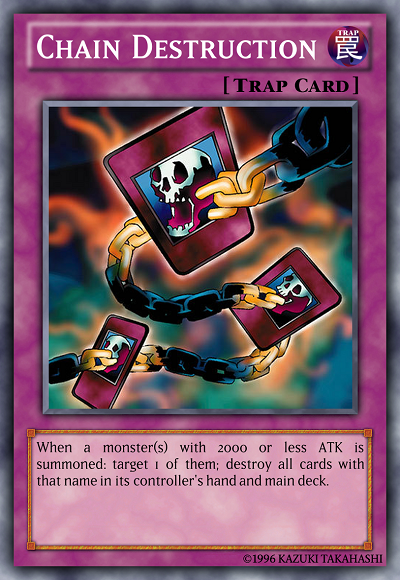 CHAIN DESTRUCTION
TRAP
罠
[TRAP CARD]
When a monster(s) with 2000 or less ATK is
summoned: target 1 of them; destroy all cards with
that name in its controller's hand and main deck.
©1996 KAZUKI TAKAHASHI